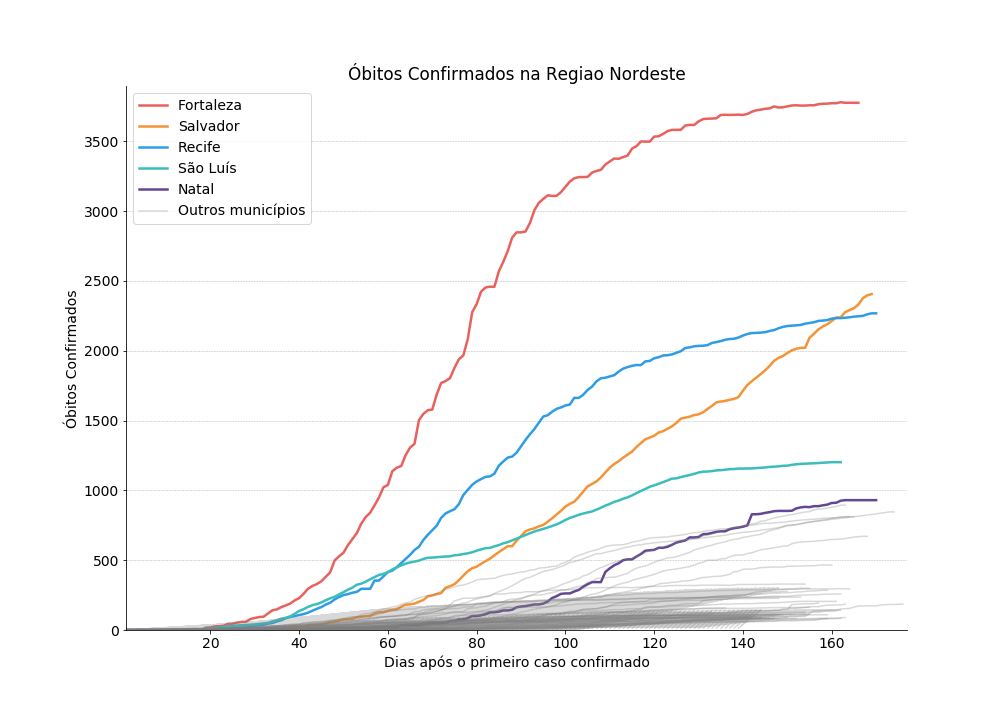 Óbitos Confirmados na Regiao Nordeste
Fortaleza
Salvador
Recife
São Luís
Natal
Outros municípios
Óbitos Confirmados
3500
3000
2500
2000
1500
1000
500
0
20 40 60 80 100 120 140 160
Dias após o primeiro caso confirmado